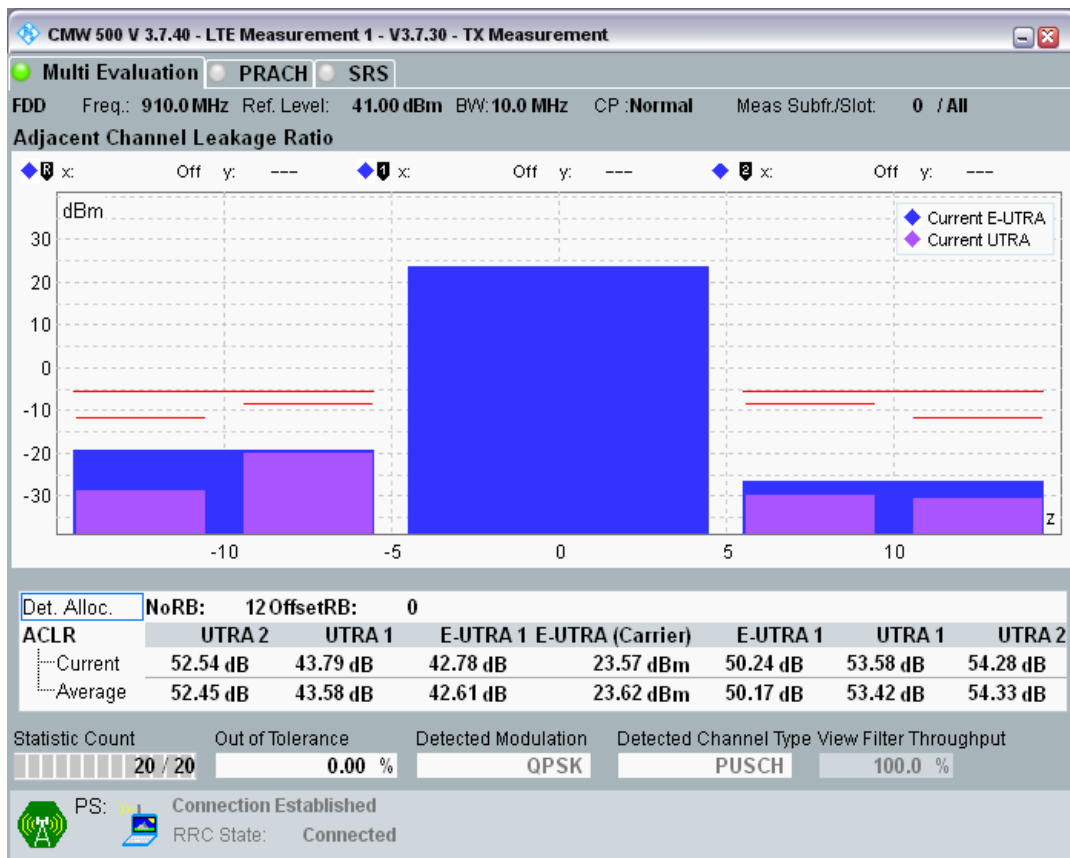 CMW 500 V 3.7.40 - LTE Measurement 1 - V3.7.30 - TX Measurement
Multi Evaluation PRACH SRS
FDD Freq.: 910.0 MHz Ref. Level: 41.00 dBm BW: 10.0 MHz CP :Normal Meas Subfr./Slot: 0 / All
Adjacent Channel Leakage Ratio
R x: Off y: --- 1 x: Off y: --- 2 x: Off y: ---
dBm
Current E-UTRA
Current UTRA
30
20
10
0
-10
-20
-30
z
-10 -5 0 5 10
Det. Alloc. NoRB: 12 OffsetRB: 0
ACLR UTRA 2 UTRA 1 E-UTRA 1 E-UTRA (Carrier) E-UTRA 1 UTRA 1 UTRA 2
Current 52.54 dB 43.79 dB 42.78 dB 23.57 dBm 50.24 dB 53.58 dB 54.28 dB
Average 52.45 dB 43.58 dB 42.61 dB 23.62 dBm 50.17 dB 53.42 dB 54.33 dB
Statistic Count Out of Tolerance Detected Modulation Detected Channel Type View Filter Throughput
20 / 20 0.00 % QPSK PUSCH 100.0 %
PS: Connection Established
RRC State: Connected